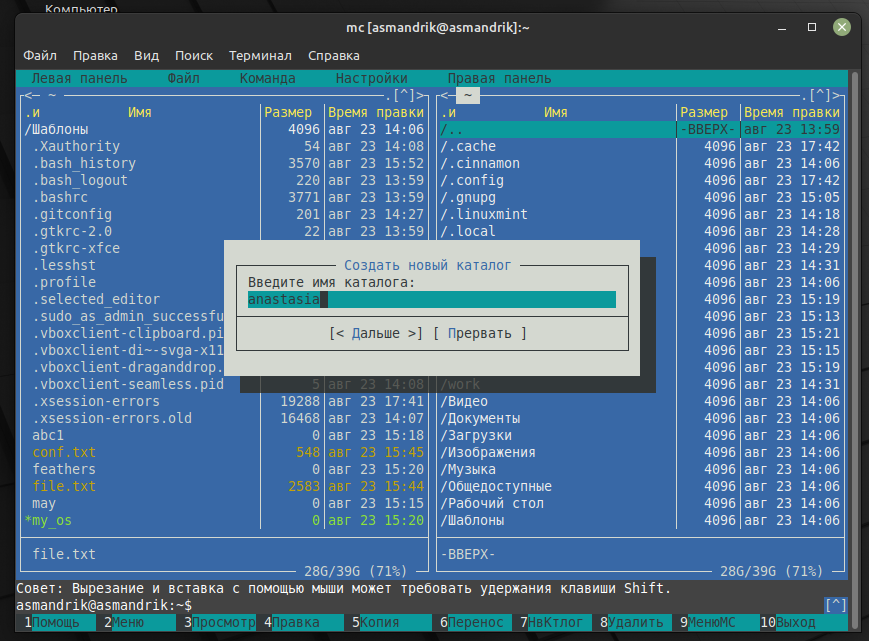 Компьютер
mc [asmandrik@asmandrik]:~
Файл Правка Вид Поиск Терминал Справка
Левая панель Файл Команда Настройки Правая панель
<— ~ .[^]>
.и Имя Размер Время правки
/Шаблоны 4096 авг 23 14:06
.Xauthority 54 авг 23 14:08
.bash_history 3570 авг 23 15:52
.bash_logout 220 авг 23 13:59
.bashrc 3771 авг 23 13:59
.gitconfig 201 авг 23 14:27
.gtkrc-2.0 22 авг 23 13:59
.gtkrc-xfce
.lesshst
.profile
.selected_editor
.sudo_as_admin_successfu
.vboxclient-clipboard.pi
.vboxclient-di~-svga-x11
.vboxclient-draganddrop.
.vboxclient-seamless.pid 5 авг 23 14:08
.xsession-errors 19288 авг 23 17:41
.xsession-errors.old 16468 авг 23 14:07
abc1 0 авг 23 15:18
conf.txt 548 авг 23 15:45
feathers 0 авг 23 15:20
file.txt 2583 авг 23 15:44
may 0 авг 23 15:15
*my_os 0 авг 23 15:20
file.txt
28G/39G (71%)
<— ~ .[^]>
.и Имя Размер Время правки
/.. -ВВЕРХ- авг 23 13:59
/.cache 4096 авг 23 17:42
/.cinnamon 4096 авг 23 14:06
/.config 4096 авг 23 17:42
/.gnupg 4096 авг 23 15:05
/.linuxmint 4096 авг 23 14:18
/.local 4096 авг 23 14:28
4096 авг 23 14:29
4096 авг 23 14:31
4096 авг 23 14:06
4096 авг 23 15:19
4096 авг 23 15:13
4096 авг 23 15:21
4096 авг 23 15:15
4096 авг 23 15:19
/work 4096 авг 23 14:31
/Видео 4096 авг 23 14:06
/Документы 4096 авг 23 14:06
/Загрузки 4096 авг 23 14:06
/Изображения 4096 авг 23 14:06
/Музыка 4096 авг 23 14:06
/Общедоступные 4096 авг 23 14:06
/Рабочий стол 4096 авг 23 14:06
/Шаблоны 4096 авг 23 14:06
-ВВЕРХ-
28G/39G (71%)
Создать новый каталог
Введите имя каталога:
anastasia
[< Дальше >] [ Прервать ]
Совет: Вырезание и вставка с помощью мыши может требовать удержания клавиши Shift.
asmandrik@asmandrik:~$ [^]
1Помощь 2Меню 3Просмотр 4Правка 5Копия 6Перенос 7НвКтлог 8Удалить 9МенюMC 10Выход